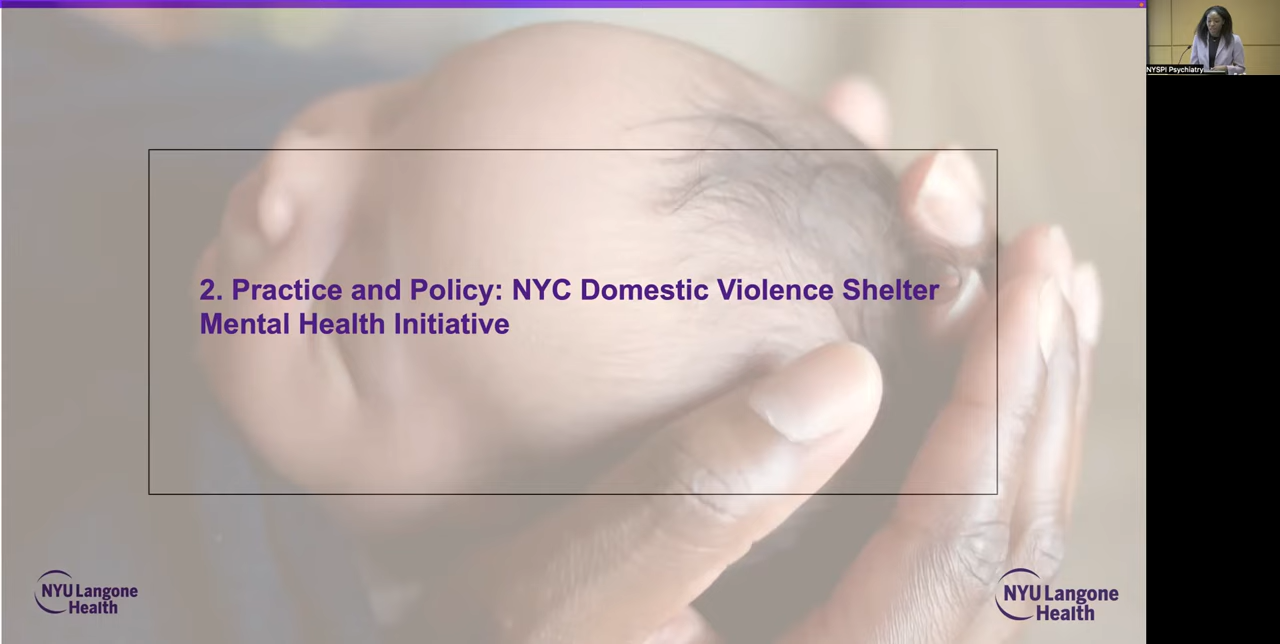 NYSPI Psychiatry
2. Practice and Policy: NYC Domestic Violence Shelter
Mental Health Initiative
NYU Langone
Health
NYU Langone
Health